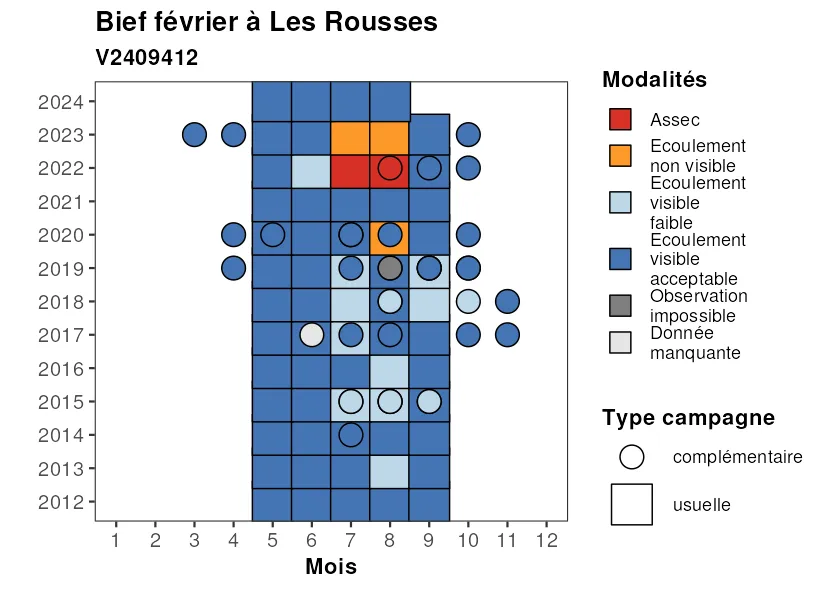 Bief février à Les Rousses
V2409412
2024
2023
2022
2021
2020
2019
2018
2017
2016
2015
2014
2013
2012
1 2 3 4 5 6 7 8 9 10 11 12
Mois
Modalités
Assec
Ecoulement
non visible
Ecoulement
visible
faible
Ecoulement
visible
acceptable
Observation
impossible
Donnée
manquante
Type campagne
complémentaire
usuelle